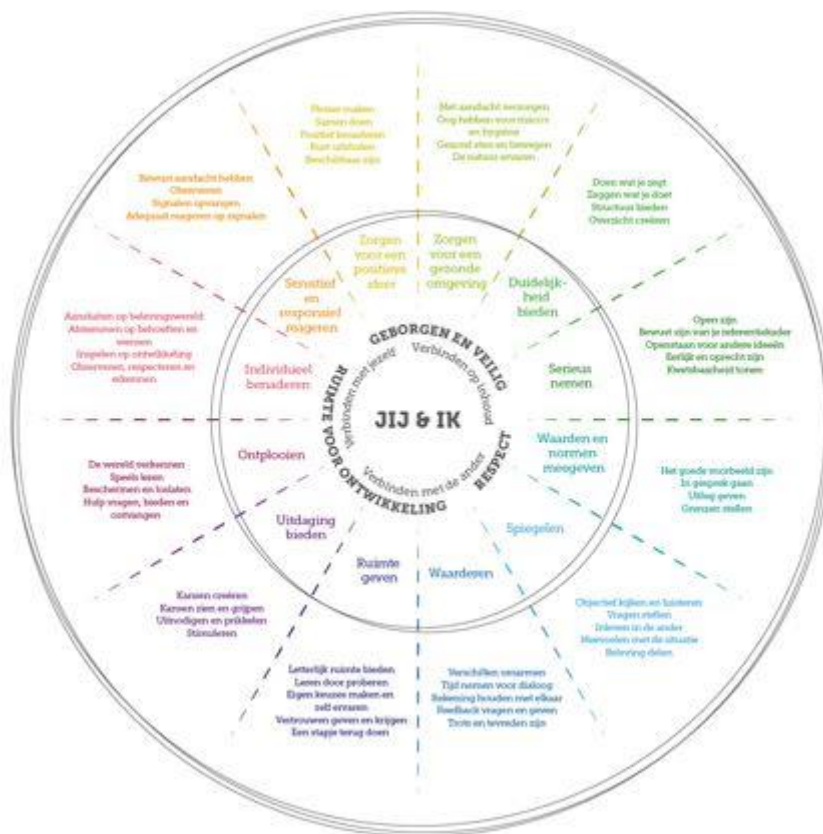 Plezier maken
Samen doen
Positief benaderen
Rust uitstralen
Beschikbaar zijn
Met aandacht verzorgen
Oog hebben voor risico's
en hygiëne
Gezond eten en bewegen
De natuur ervaren
Doen wat je zegt
Zeggen wat je doet
Structuur bieden
Overzicht creëren
Open zijn
Bewust zijn van je referentiekader
Openstaan voor andere ideeën
Eerlijk en oprecht zijn
Kwetsbaarheid tonen
Het goede voorbeeld zijn
In gesprek gaan
Uitleg geven
Grenzen stellen
Objectief kijken en luisteren
Vragen stellen
Inleven in de ander
Meevoelen met de situatie
Beleving delen
Verschillen omarmen
Tijd nemen voor dialoog
Rekening houden met elkaar
Feedback vragen en geven
Trots en tevreden zijn
Letterlijk ruimte bieden
Leren door proberen
Eigen keuzes maken en
zelf ervaren
Vertrouwen geven en krijgen
Een stapje terug doen
Kansen creëren
Kansen zien en grijpen
Uitnodigen en prikkelen
Stimuleren
De wereld verkennen
Speels leren
Beschermen en loslaten
Hulp vragen, bieden en
ontvangen
Aansluiten op belevingswereld
Afstemmen op behoeften en
wensen
Inspelen op ontwikkeling
Observeren, respecteren en
erkennen
Bewust aandacht hebben
Observeren
Signalen opvangen
Adequaat reageren op signalen
Zorgen
voor een
positieve
sfeer
Zorgen
voor een
gezonde
omgeving
Duidelijk-
heid
bieden
Serieus
nemen
Waarden en
normen
meegeven
Spiegelen
Waarderen
Ruimte
geven
Uitdaging
bieden
Ontplooien
Individueel
benaderen
Sensitief
en
responsief
reageren
GEBORGEN EN VEILIG
RESPECT
RUIMTE VOOR ONTWIKKELING
Verbinden met jezelf
Verbinden op inhoud
Verbinden met de ander
JIJ & IK